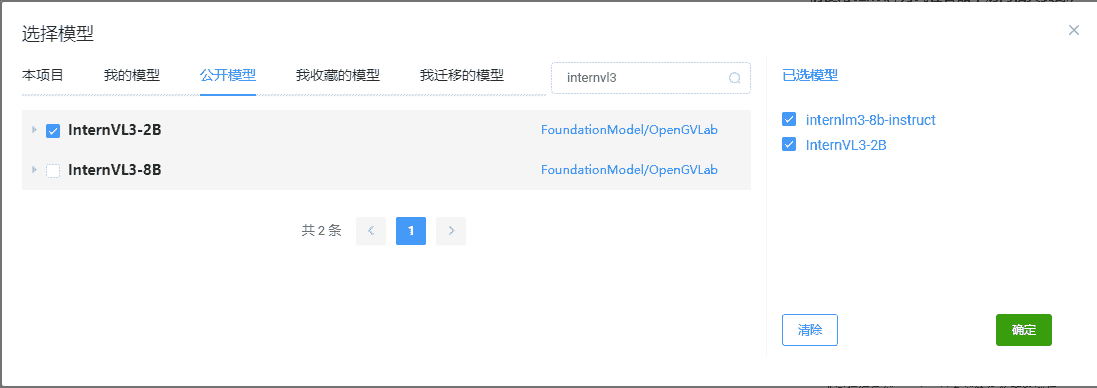 选择模型
本项目 我的模型 公开模型 我收藏的模型 我迁移的模型 internvl3
InternVL3-2B FoundationModel/OpenGVLab
InternVL3-8B FoundationModel/OpenGVLab
共 2 条 1
已选模型
internlm3-8b-instruct
InternVL3-2B
清除 确定